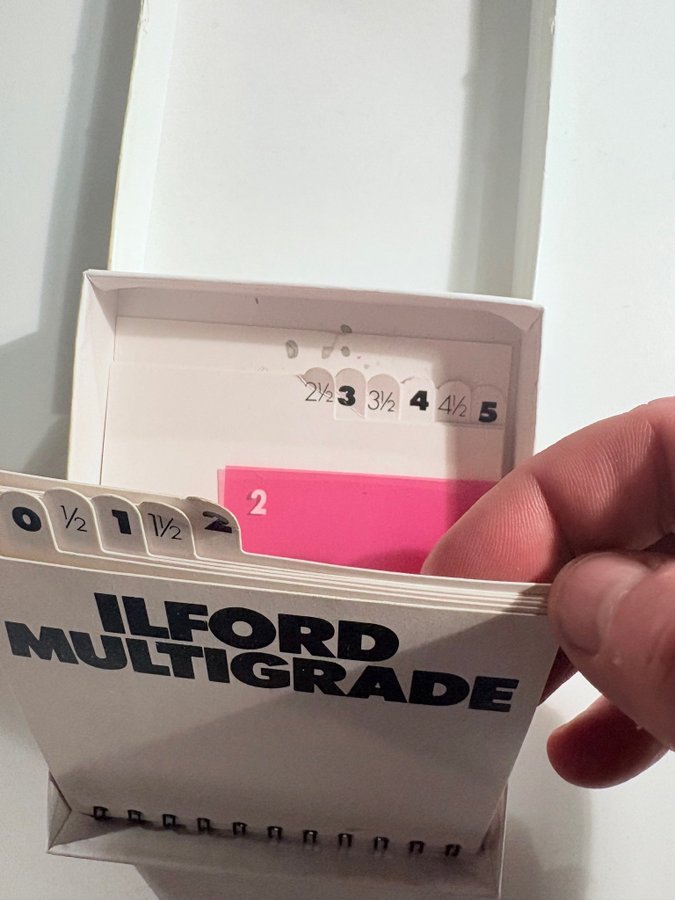 2½ 3 3½ 4 4½ 5
2
0 ½ 1 1½ 2
ILFORD
MULTIGRADE